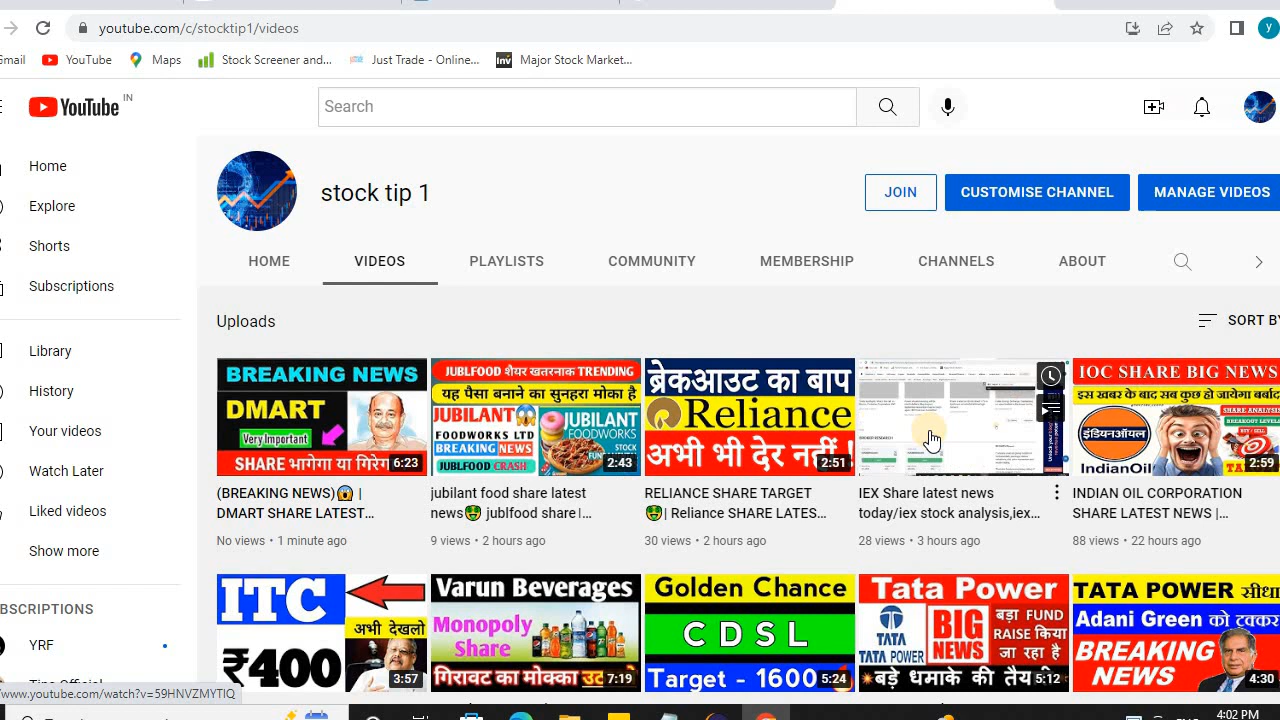 youtube.com/c/stocktip1/videos
Gmail
YouTube
Maps
Stock Screener and...
Just Trade - Online...
Inv
Major Stock Market...
YouTube IN
Search
Home
Explore
Shorts
Subscriptions
Library
History
Your videos
Watch Later
Liked videos
Show more
BSCRIPTIONS
YRF
stock tip 1
JOIN
CUSTOMISE CHANNEL
MANAGE VIDEOS
HOME
VIDEOS
PLAYLISTS
COMMUNITY
MEMBERSHIP
CHANNELS
ABOUT
Uploads
SORT BY
BREAKING NEWS
DMART
Very Important
SHARE भागेगा या गिरेग
6:23
(BREAKING NEWS)😱 |
DMART SHARE LATEST...
No views • 1 minute ago
JUBLFOOD शेयर खतरनाक TRENDING
यह पैसा बनाने का सुनहरा मोका है
JUBILANT
FOODWORKS LTD
BREAKING NEWS
JUBLFOOD CRASH
JUBILANT
FOODWORKS
STOCK
2:43
jubilant food share latest
news🤑 jublfood share|...
9 views • 2 hours ago
ब्रेकआउट का बाप
Reliance
अभी भी देर नहीं !
2:51
RELIANCE SHARE TARGET
🤑| Reliance SHARE LATES...
30 views • 2 hours ago
IEX Share latest news
today/iex stock analysis,iex...
28 views • 3 hours ago
IOC SHARE BIG NEWS
इस खबर के बाद सब कुछ हो जायेगा बर्बाद
इंडियनऑयल
IndianOil
SHARE ANALYSIS
BREAKOUT LEVELS
BUY / SELL
2:59
INDIAN OIL CORPORATION
SHARE LATEST NEWS |...
88 views • 22 hours ago
ITC
अभी देखलो
₹400
3:57
Varun Beverages
Monopoly
Share
गिरावट का मोक्का उट
7:19
Golden Chance
CDSL
Target - 1600
5:24
Tata Power
TATA
TATA POWER
BIG
NEWS
बड़ा FUND
RAISE किया
जा रहा है
बड़े धमाके की तैय
5:12
TATA POWER सीधा
Adani Green को टक्कर
BREAKING
NEWS
4:30
/www.youtube.com/watch?v=59HNVZMYTIQ
4:02 PM